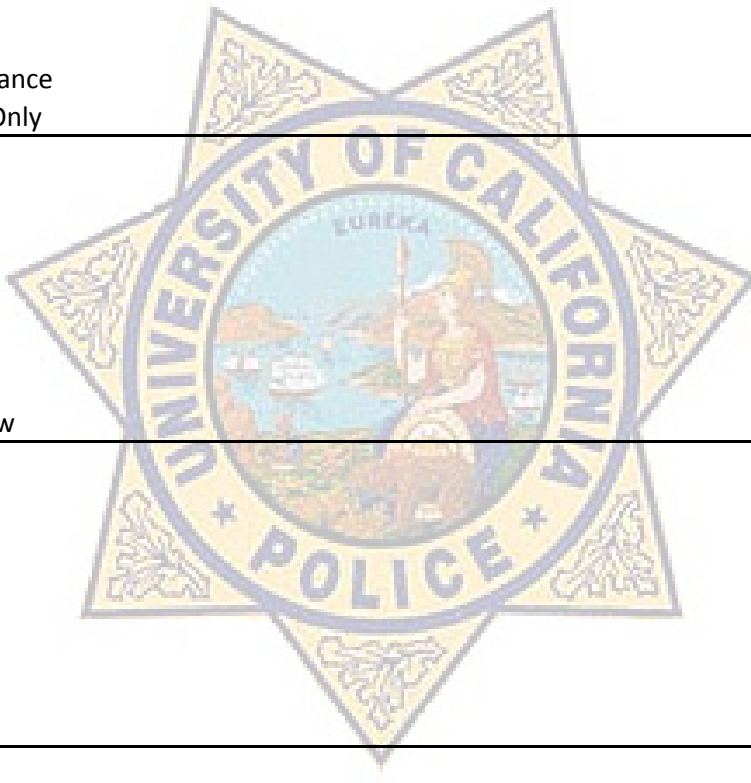 ance
Only
UNIVERSITY OF CALIFORNIA
EUREKA
w
POLICE